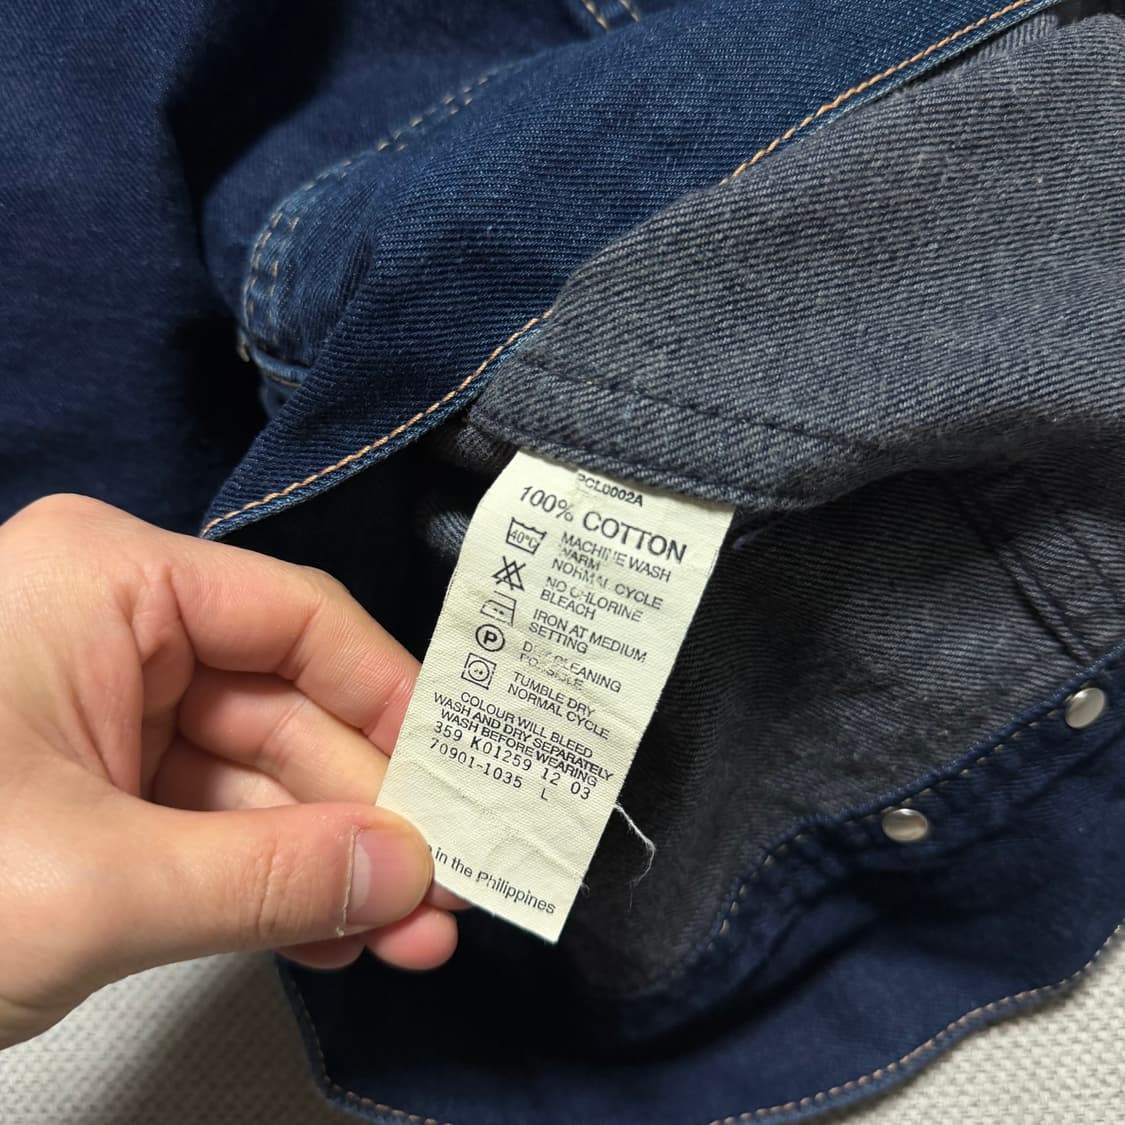 PCL0002A
100% COTTON
40°C
MACHINE WASH
WARM
NORMAL CYCLE
NO CHLORINE
BLEACH
IRON AT MEDIUM
SETTING
P
DRY CLEANING
POSSIBLE
TUMBLE DRY
NORMAL CYCLE
COLOUR WILL BLEED
WASH AND DRY SEPARATELY
WASH BEFORE WEARING
359 K01259 12 03
70901-1035 L
in the Philippines